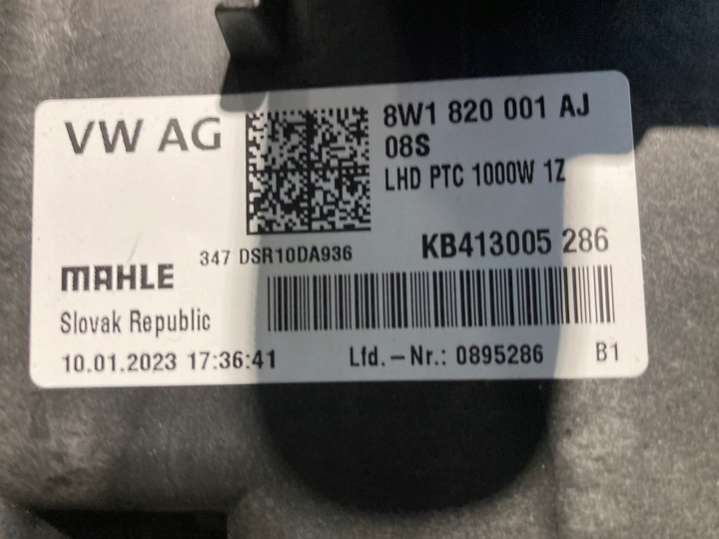 VW AG
8W1 820 001 AJ
08S
LHD PTC 1000W 1Z
347 DSR10DA936
KB413005 286
MAHLE
Slovak Republic
10.01.2023 17:36:41
Lfd.-Nr.: 0895286
B1